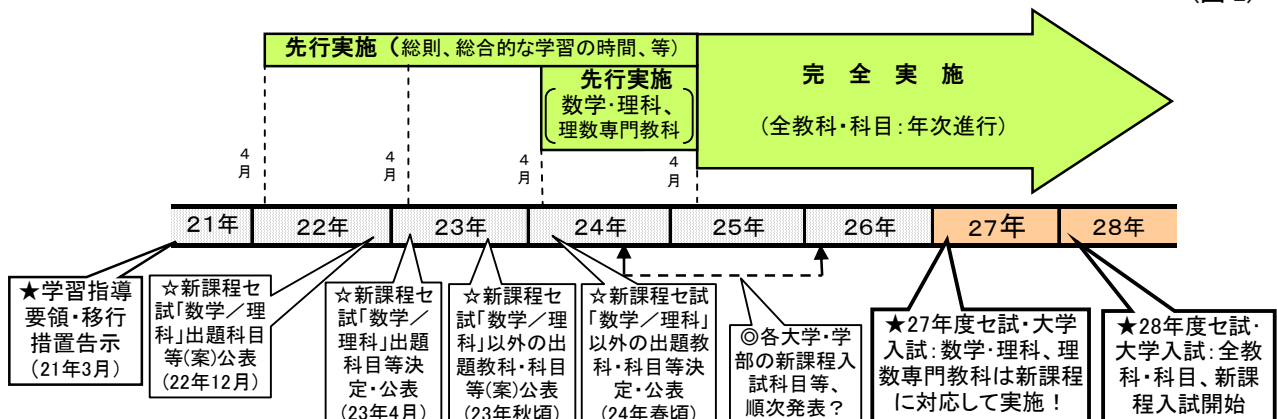 (図 2)
先行実施（総則、総合的な学習の時間、等）
先行実施
数学・理科、
理数専門教科
完 全 実 施
(全教科・科目：年次進行)
4月
4月
4月
4月
21年
22年
23年
24年
25年
26年
27年
28年
★学習指導
要領・移行
措置告示
(21年3月)
☆新課程セ
試「数学／理
科」出題科目
等(案)公表
(22年12月)
☆新課程セ
試「数学／
理科」出題
科目等決
定・公表
(23年4月)
☆新課程セ
試「数学／理
科」以外の出
題教科・科目
等(案)公表
(23年秋頃)
☆新課程セ試
「数学／理科」
以外の出題教
科・科目等決
定・公表
(24年春頃)
◎各大学・学
部の新課程入
試科目等、
順次発表？
★27年度セ試・大学
入試：数学・理科、理
数専門教科は新課程
に対応して実施！
★28年度セ試・
大学入試：全教
科・科目、新課
程入試開始